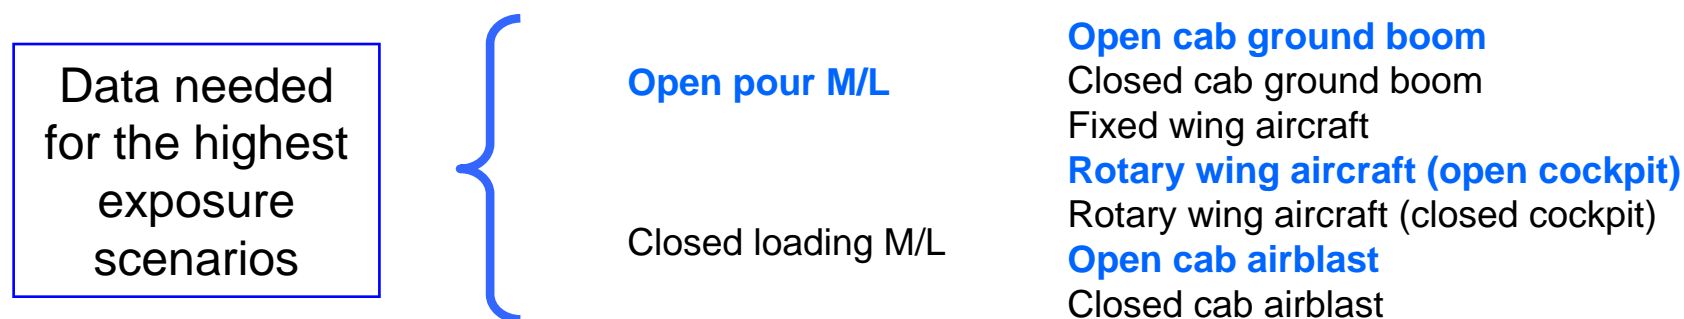 Data needed
for the highest
exposure
scenarios
Open pour M/L
Closed loading M/L
Open cab ground boom
Closed cab ground boom
Fixed wing aircraft
Rotary wing aircraft (open cockpit)
Rotary wing aircraft (closed cockpit)
Open cab airblast
Closed cab airblast